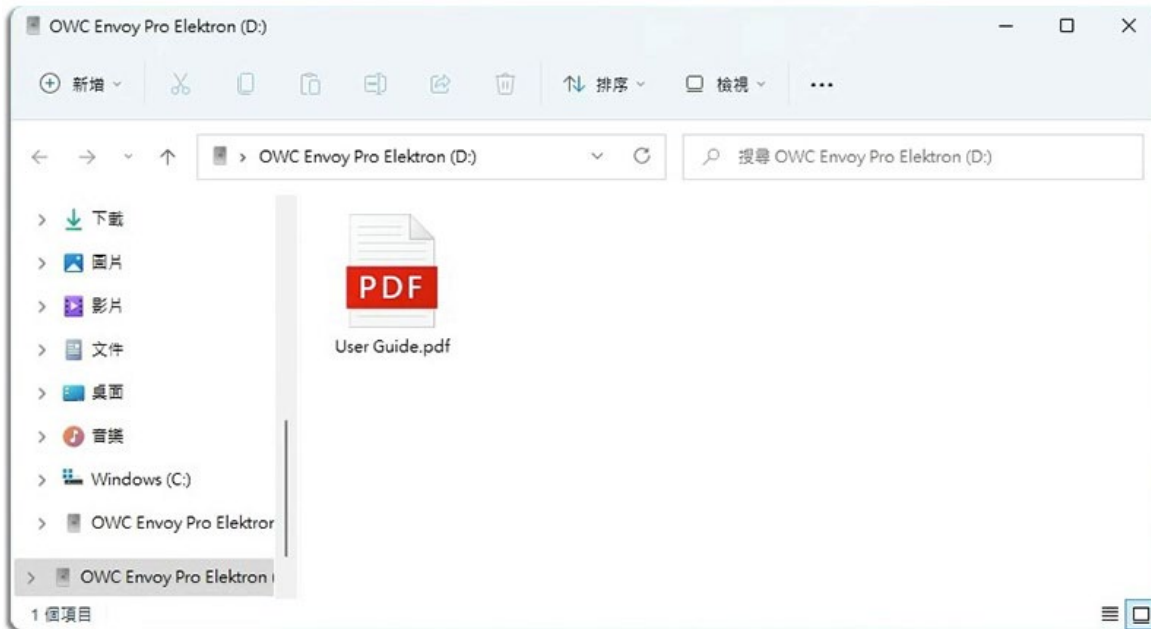 OWC Envoy Pro Elektron (D:)
新增 排序 檢視
OWC Envoy Pro Elektron (D:) 搜尋 OWC Envoy Pro Elektron (D:)
下載
圖片
影片
文件
桌面
音樂
Windows (C:)
OWC Envoy Pro Elektror
OWC Envoy Pro Elektron (
PDF
User Guide.pdf
1 個項目